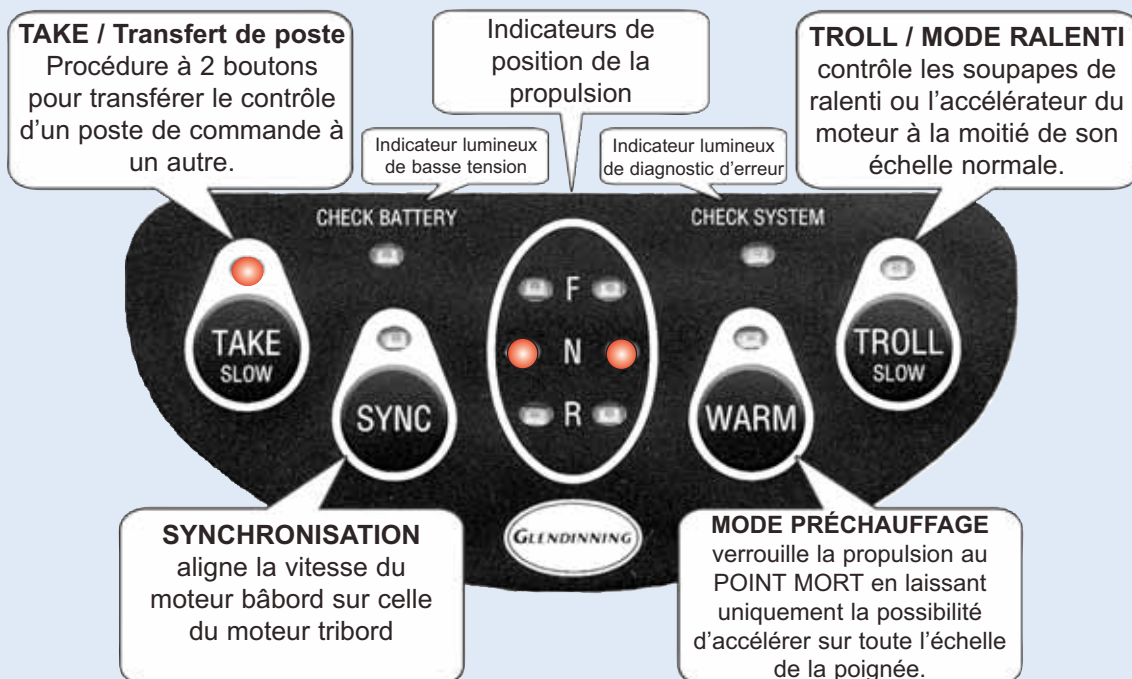 TAKE / Transfert de poste
Procédure à 2 boutons
pour transférer le contrôle
d'un poste de commande à
un autre.
Indicateurs de
position de la
propulsion
TROLL / MODE RALENTI
contrôle les soupapes de
ralenti ou l'accélérateur du
moteur à la moitié de son
échelle normale.
Indicateur lumineux
de basse tension
Indicateur lumineux
de diagnostic d'erreur
CHECK BATTERY
CHECK SYSTEM
F
N
R
TAKE
SLOW
SYNC
WARM
TROLL
SLOW
GLENDINNING
SYNCHRONISATION
aligne la vitesse du
moteur bâbord sur celle
du moteur tribord
MODE PRÉCHAUFFAGE
verrouille la propulsion au
POINT MORT en laissant
uniquement la possibilité
d'accélérer sur toute l'échelle
de la poignée.